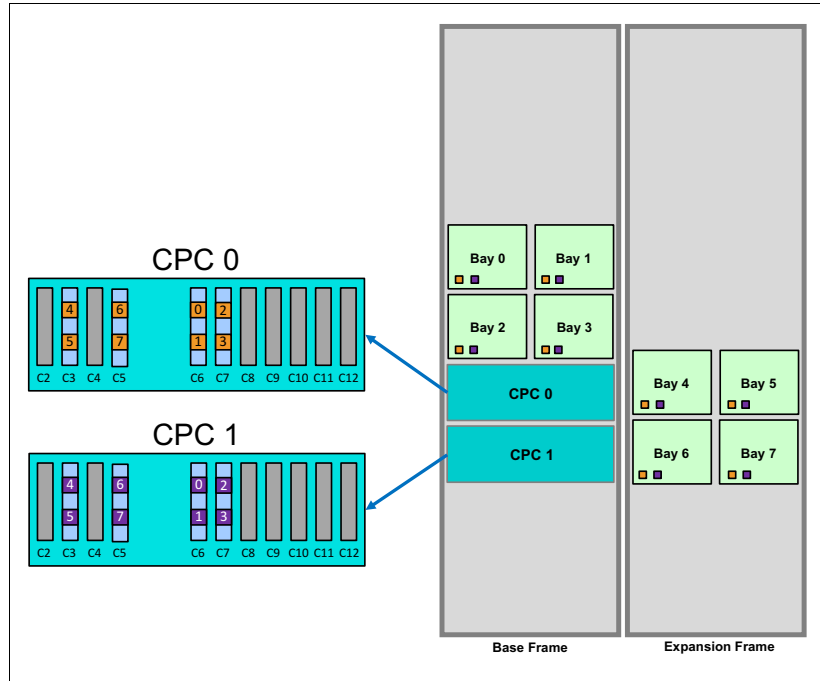 CPC 0
4 6 0 2
5 7 1 3
C2 C3 C4 C5 C6 C7 C8 C9 C10 C11 C12
CPC 1
4 6 0 2
5 7 1 3
C2 C3 C4 C5 C6 C7 C8 C9 C10 C11 C12
Bay 0 Bay 1
Bay 2 Bay 3
CPC 0
CPC 1
Base Frame
Bay 4 Bay 5
Bay 6 Bay 7
Expansion Frame